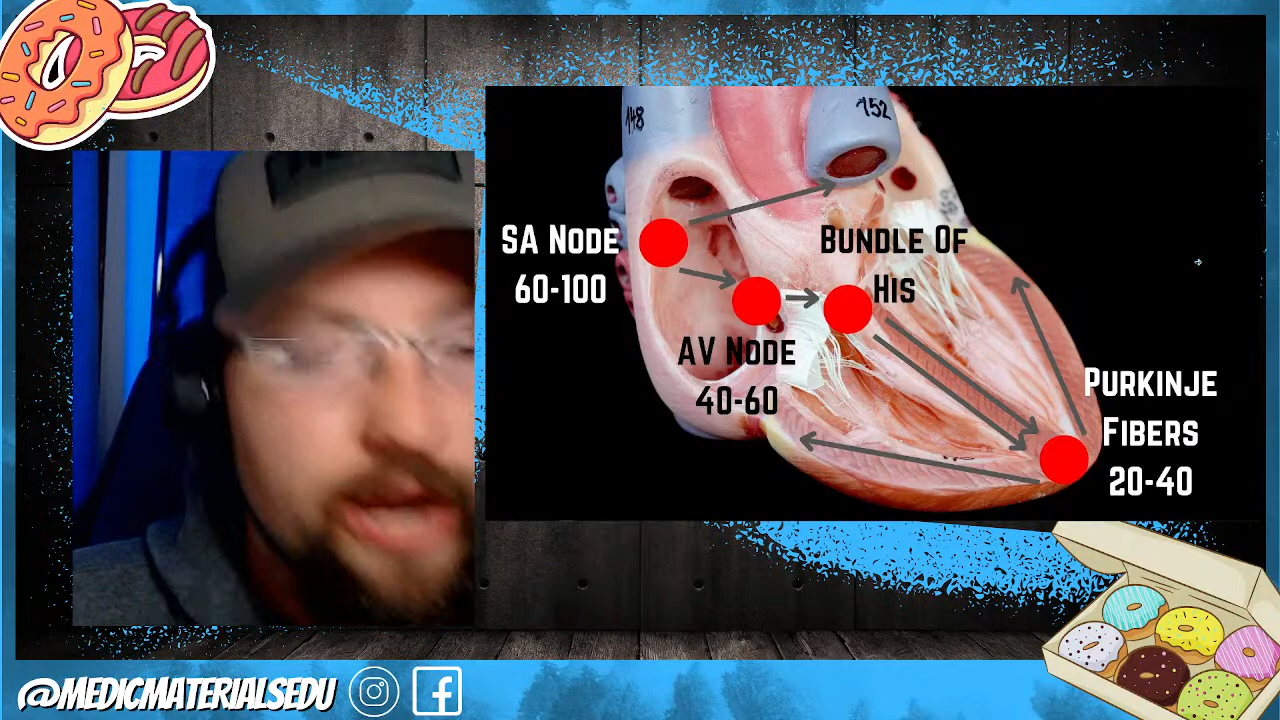 148
152
SA Node
60-100
Bundle Of
His
AV Node
40-60
Purkinje
Fibers
20-40
@MEDICMATERIALSEDU